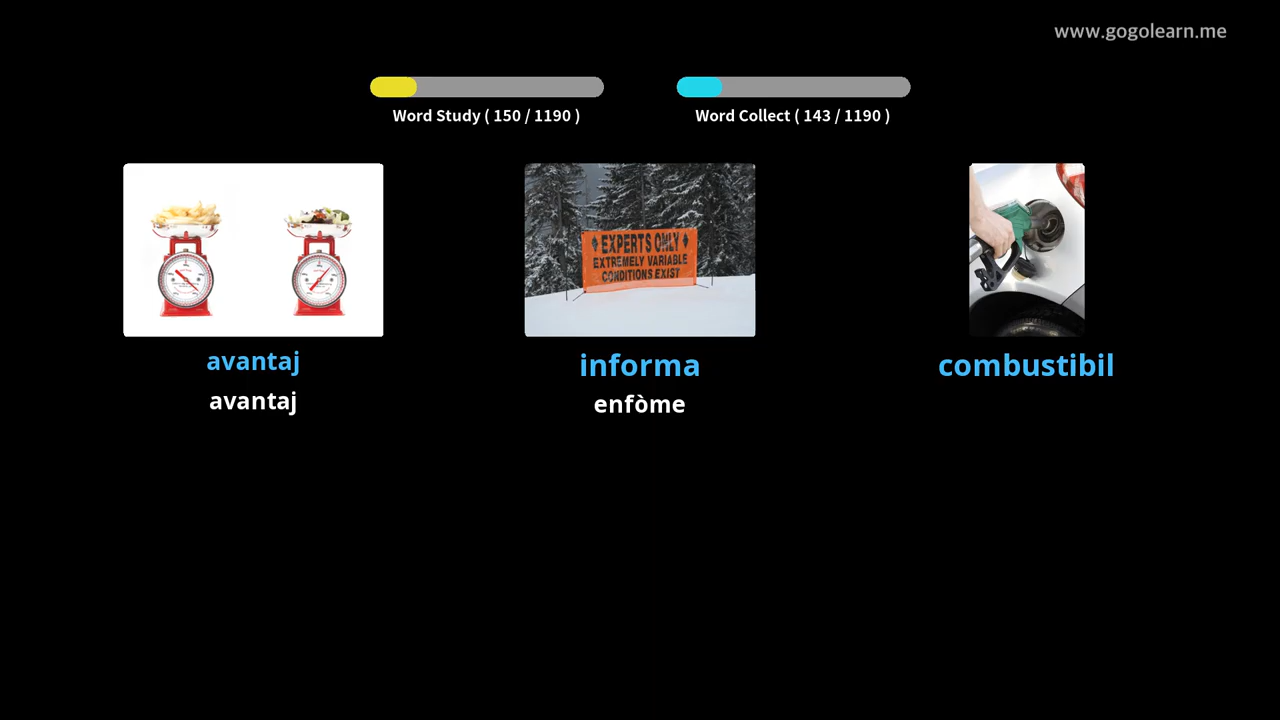 www.gogolearn.me
Word Study ( 150 / 1190 )
Word Collect ( 143 / 1190 )
EXPERTS ONLY
EXTREMELY VARIABLE
CONDITIONS EXIST
avantaj
informa
combustibil
avantaj
enfòme